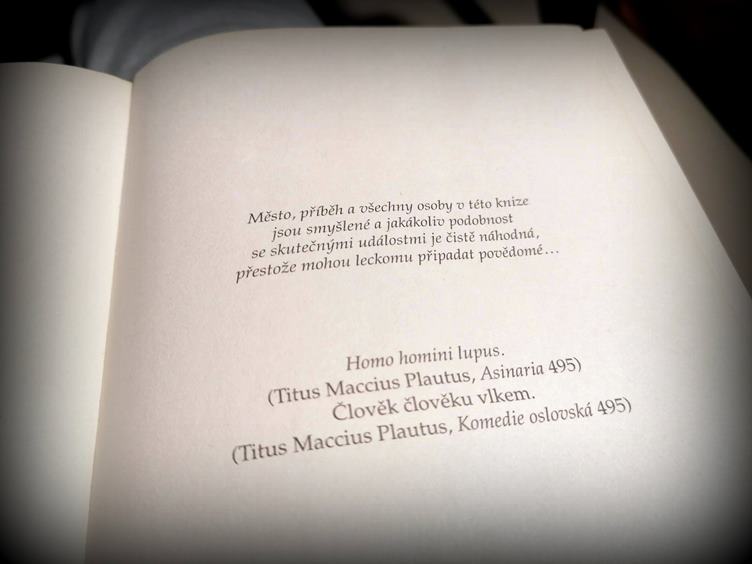 Město, příběh a všechny osoby v této knize
jsou smyšlené a jakákoliv podobnost
se skutečnými událostmi je čistě náhodná,
přestože mohou leckomu připadat povědomé…
Homo homini lupus.
(Titus Maccius Plautus, Asinaria 495)
Člověk člověku vlkem.
(Titus Maccius Plautus, Komedie oslovská 495)